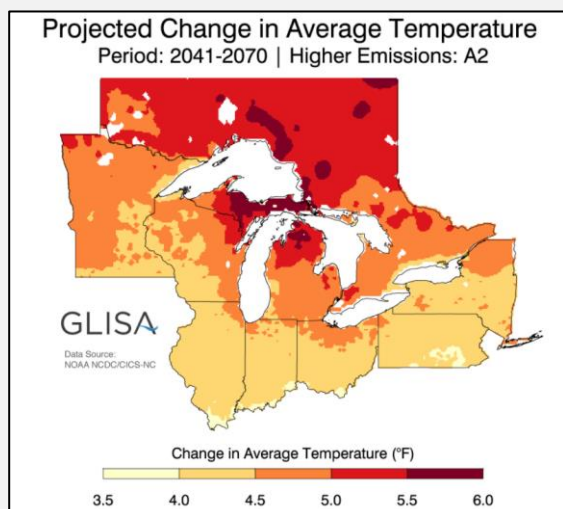 Projected Change in Average Temperature
Period: 2041-2070 | Higher Emissions: A2
GLISA
Data Source:
NOAA NCDC/CICS-NC
Change in Average Temperature (°F)
3.5 4.0 4.5 5.0 5.5 6.0